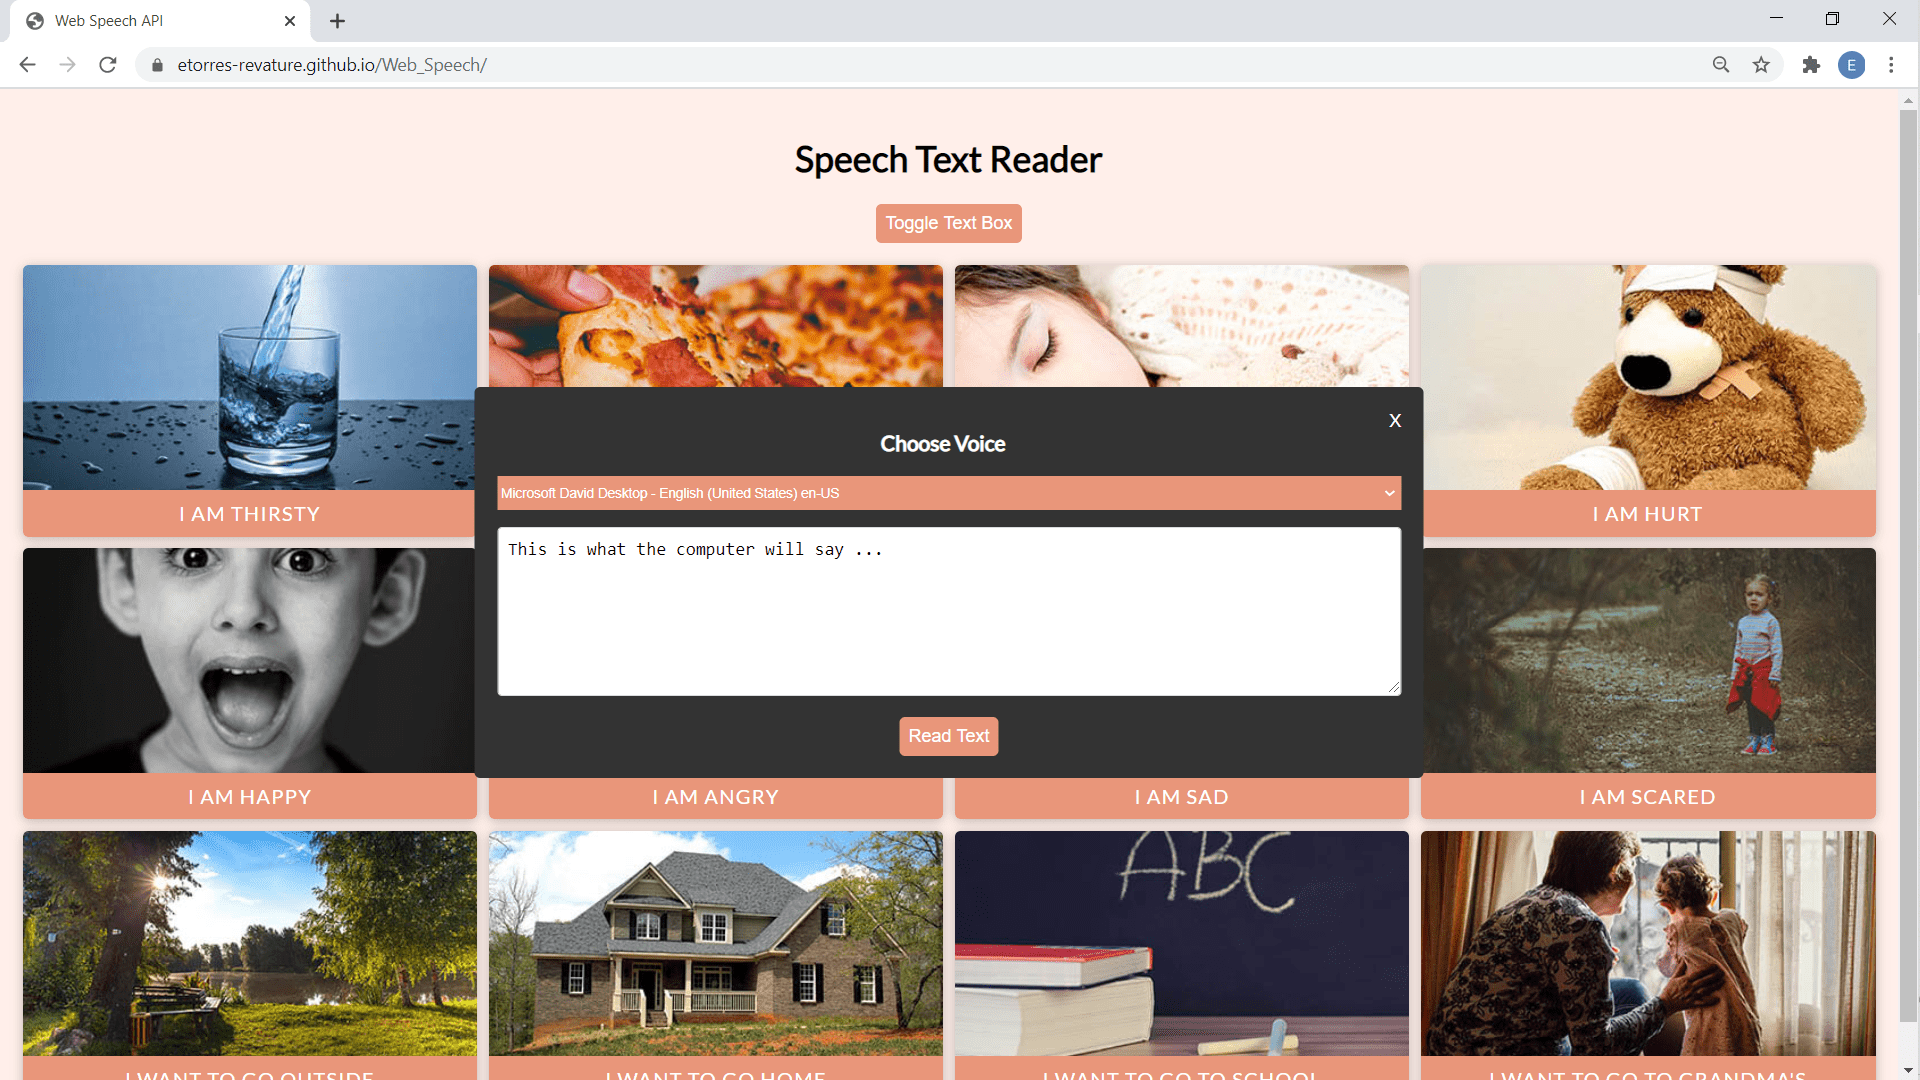 Web Speech API
etorres-revature.github.io/Web_Speech/
E
Speech Text Reader
Toggle Text Box
X
Choose Voice
Microsoft David Desktop - English (United States) en-US
This is what the computer will say ...
Read Text
I AM THIRSTY
I AM HURT
I AM HAPPY
I AM ANGRY
I AM SAD
I AM SCARED
ABC
I WANT TO GO OUTSIDE
I WANT TO GO HOME
I WANT TO GO TO SCHOOL
I WANT TO GO TO GRANDMA'S